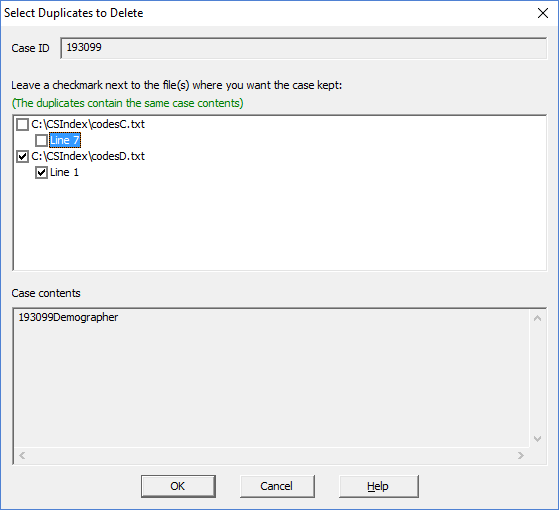 Select Duplicates to Delete
Case ID 193099
Leave a checkmark next to the file(s) where you want the case kept:
(The duplicates contain the same case contents)
C:\CSIndex\codesC.txt
Line 7
C:\CSIndex\codesD.txt
Line 1
Case contents
193099Demographer
OK Cancel Help